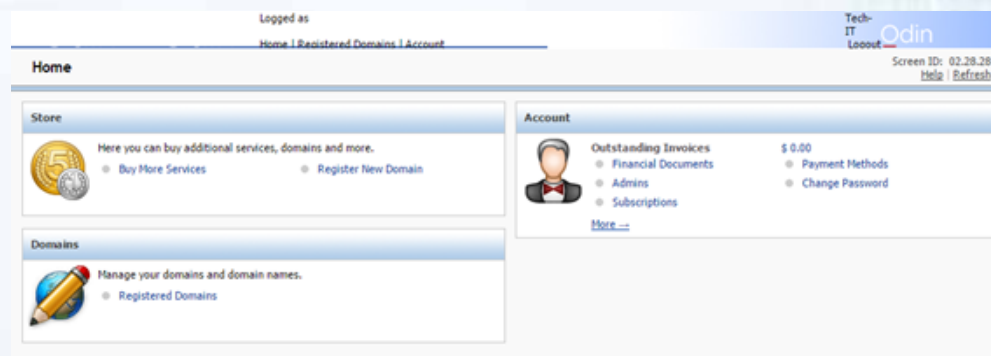 Logged as
Tech-
IT
Home | Registered Domains | Account
Logout
Odin
Home
Screen ID: 02.28.28
Help | Refresh
Store
Here you can buy additional services, domains and more.
Buy More Services
Register New Domain
Domains
Manage your domains and domain names.
Registered Domains
Account
Outstanding Invoices $ 0.00
Financial Documents
Payment Methods
Admins
Change Password
Subscriptions
More →